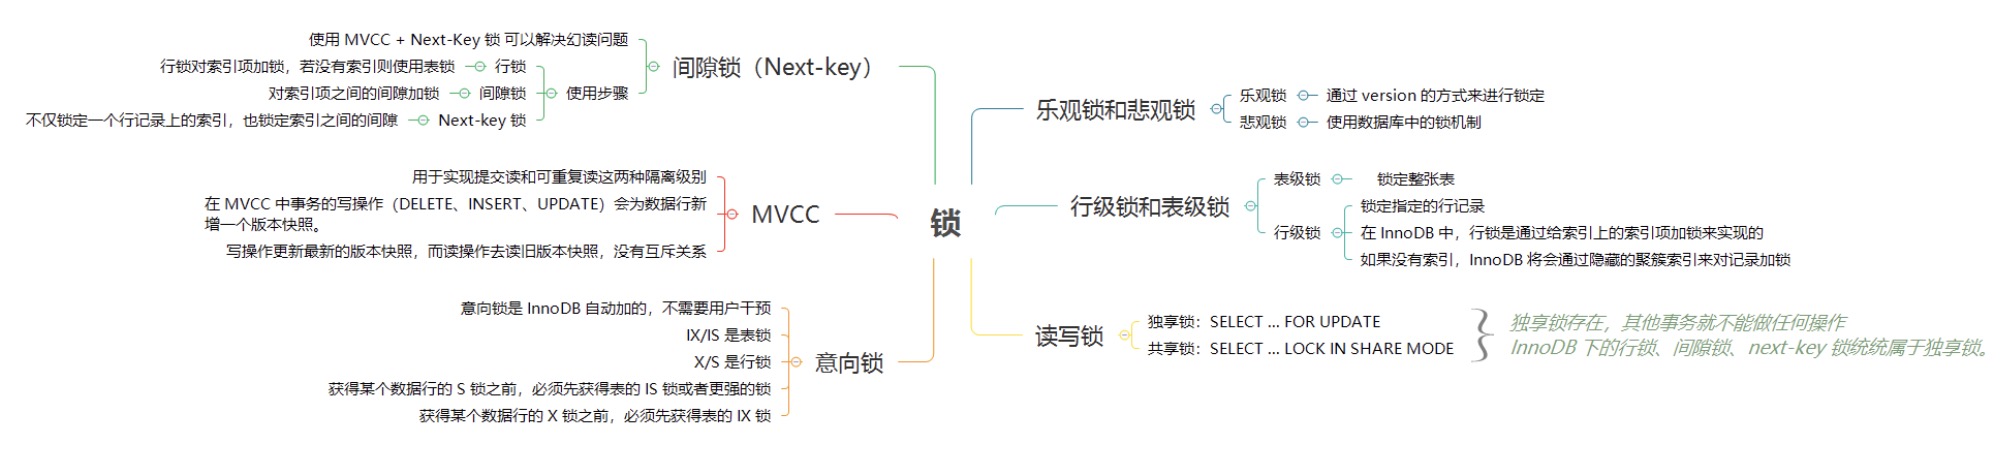 锁
间隙锁（Next-key）
使用 MVCC + Next-Key 锁 可以解决幻读问题
使用步骤
行锁
行锁对索引项加锁，若没有索引则使用表锁
间隙锁
对索引项之间的间隙加锁
Next-key 锁
不仅锁定一个行记录上的索引，也锁定索引之间的间隙
MVCC
用于实现提交读和可重复读这两种隔离级别
在 MVCC 中事务的写操作（DELETE、INSERT、UPDATE）会为数据行新
增一个版本快照。
写操作更新最新的版本快照，而读操作去读旧版本快照，没有互斥关系
意向锁
意向锁是 InnoDB 自动加的，不需要用户干预
IX/IS 是表锁
X/S 是行锁
获得某个数据行的 S 锁之前，必须先获得表的 IS 锁或者更强的锁
获得某个数据行的 X 锁之前，必须先获得表的 IX 锁
乐观锁和悲观锁
乐观锁
通过 version 的方式来进行锁定
悲观锁
使用数据库中的锁机制
行级锁和表级锁
表级锁
锁定整张表
行级锁
锁定指定的行记录
在 InnoDB 中，行锁是通过给索引上的索引项加锁来实现的
如果没有索引，InnoDB 将会通过隐藏的聚簇索引来对记录加锁
读写锁
独享锁：SELECT ... FOR UPDATE
共享锁：SELECT ... LOCK IN SHARE MODE
独享锁存在，其他事务就不能做任何操作
InnoDB 下的行锁、间隙锁、next-key 锁统统属于独享锁。